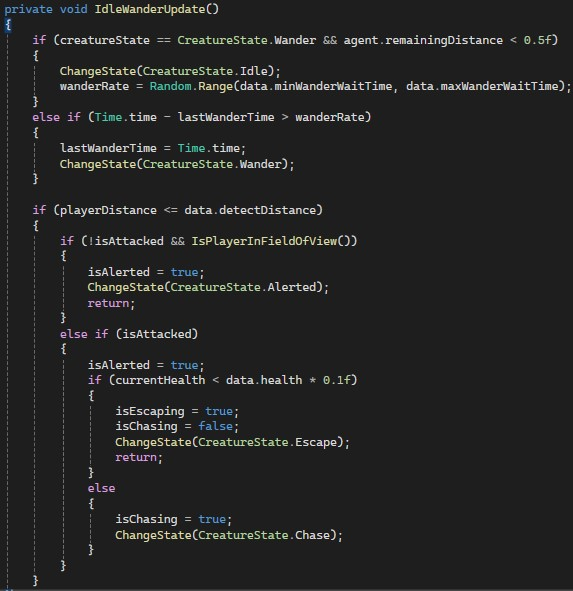 private void IdleWanderUpdate()
{
    if (creatureState == CreatureState.Wander && agent.remainingDistance < 0.5f)
    {
        ChangeState(CreatureState.Idle);
        wanderRate = Random.Range(data.minWanderWaitTime, data.maxWanderWaitTime);
    }
    else if (Time.time - lastWanderTime > wanderRate)
    {
        lastWanderTime = Time.time;
        ChangeState(CreatureState.Wander);
    }

    if (playerDistance <= data.detectDistance)
    {
        if (!isAttacked && IsPlayerInFieldOfView())
        {
            isAlerted = true;
            ChangeState(CreatureState.Alerted);
            return;
        }
        else if (isAttacked)
        {
            isAlerted = true;
            if (currentHealth < data.health * 0.1f)
            {
                isEscaping = true;
                isChasing = false;
                ChangeState(CreatureState.Escape);
                return;
            }
            else
            {
                isChasing = true;
                ChangeState(CreatureState.Chase);
            }
        }
    }